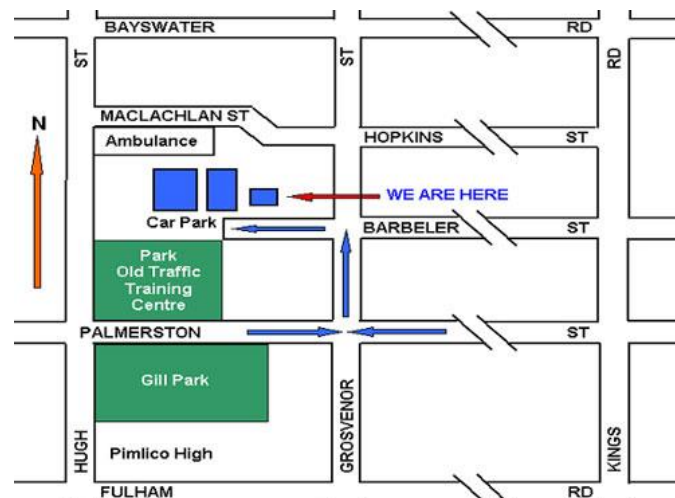 BAYSWATER RD
ST
ST
RD
N
MACLACHLAN ST
Ambulance
HOPKINS ST
WE ARE HERE
Car Park
BARBELER ST
Park
Old Traffic
Training
Centre
PALMERSTON ST
Gill Park
Pimlico High
HUGH
GROSVENOR
KINGS
FULHAM RD